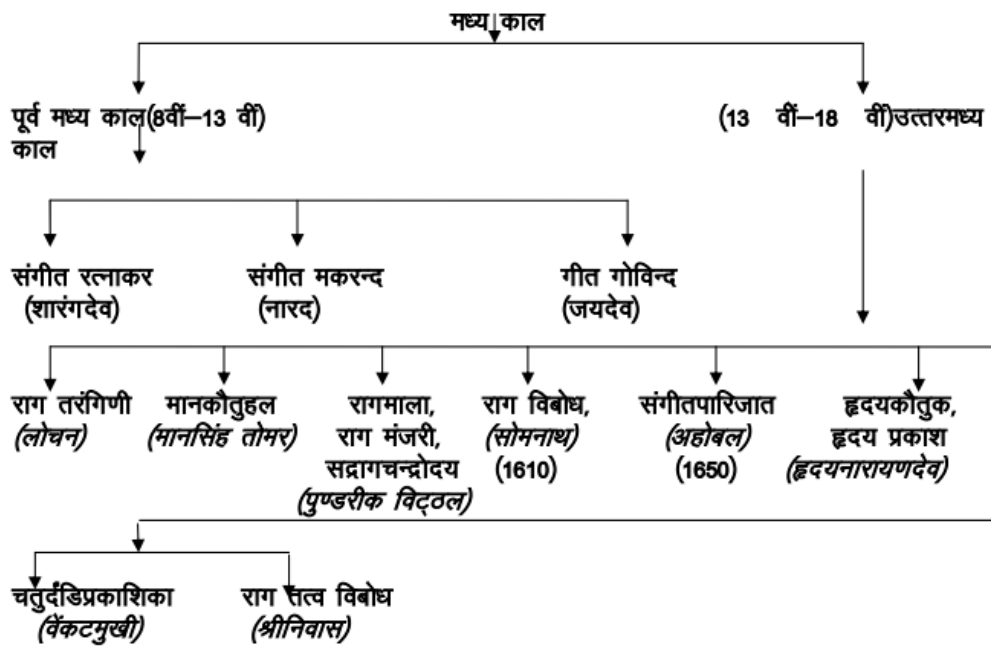 मध्य काल
पूर्व मध्य काल(8वीं–13 वीं) (13 वीं–18 वीं)उत्तरमध्य
काल
संगीत रत्नाकर संगीत मकरन्द गीत गोविन्द
(शारंगदेव) (नारद) (जयदेव)
राग तरंगिणी मानकौतुहल रागमाला, राग विबोध, संगीतपारिजात हृदयकौतुक,
(लोचन) (मानसिंह तोमर) राग मंजरी, (सोमनाथ) (अहोबल) हृदय प्रकाश
सद्रागचन्द्रोदय (1610) (1650) (हृदयनारायणदेव)
(पुण्डरीक विट्ठल)
चतुर्दंडिप्रकाशिका राग तत्व विबोध
(वेंकटमुखी) (श्रीनिवास)